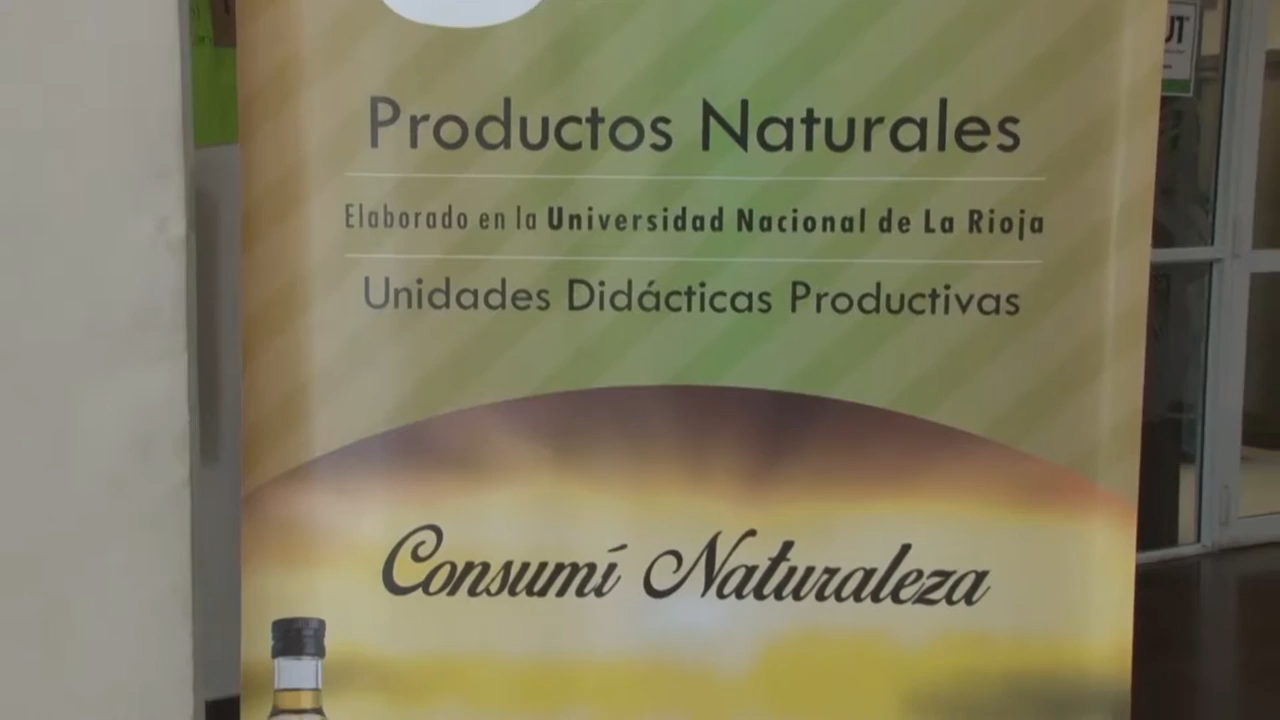 Productos Naturales
Elaborado en la Universidad Nacional de La Rioja
Unidades Didácticas Productivas
Consumí Naturaleza